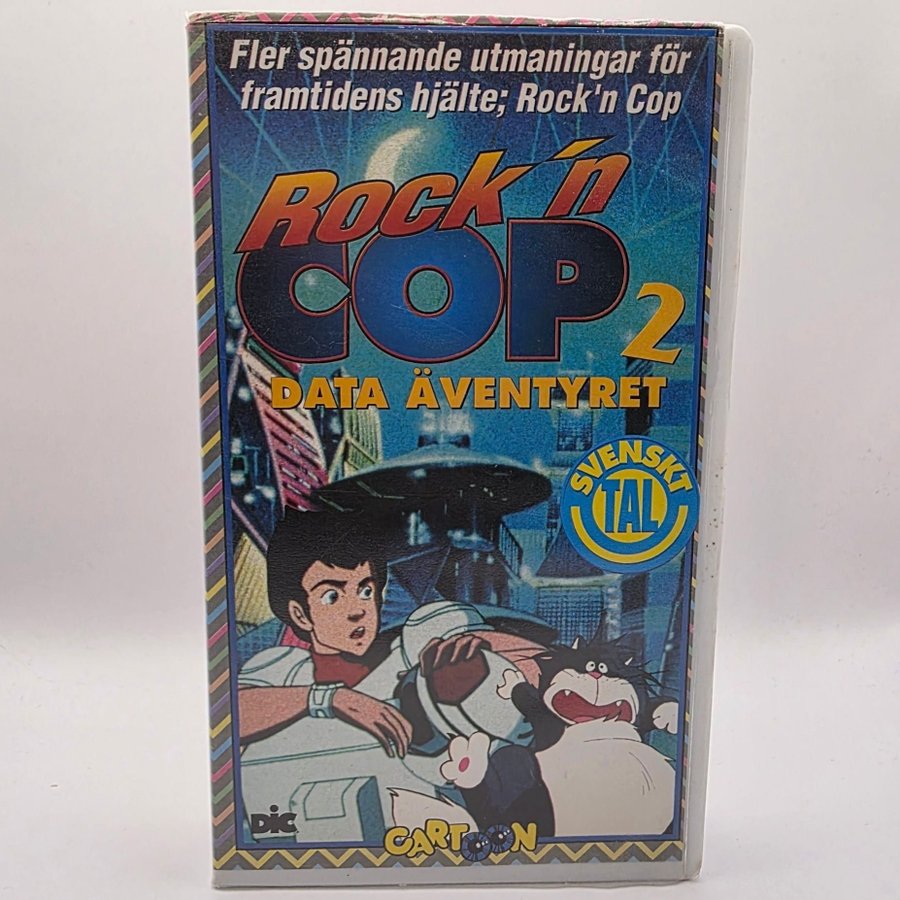 Fler spännande utmaningar för
framtidens hjälte; Rock'n Cop
Rock 'n
COP 2
DATA ÄVENTYRET
SVENSKT
TAL
DIC
CARTOON